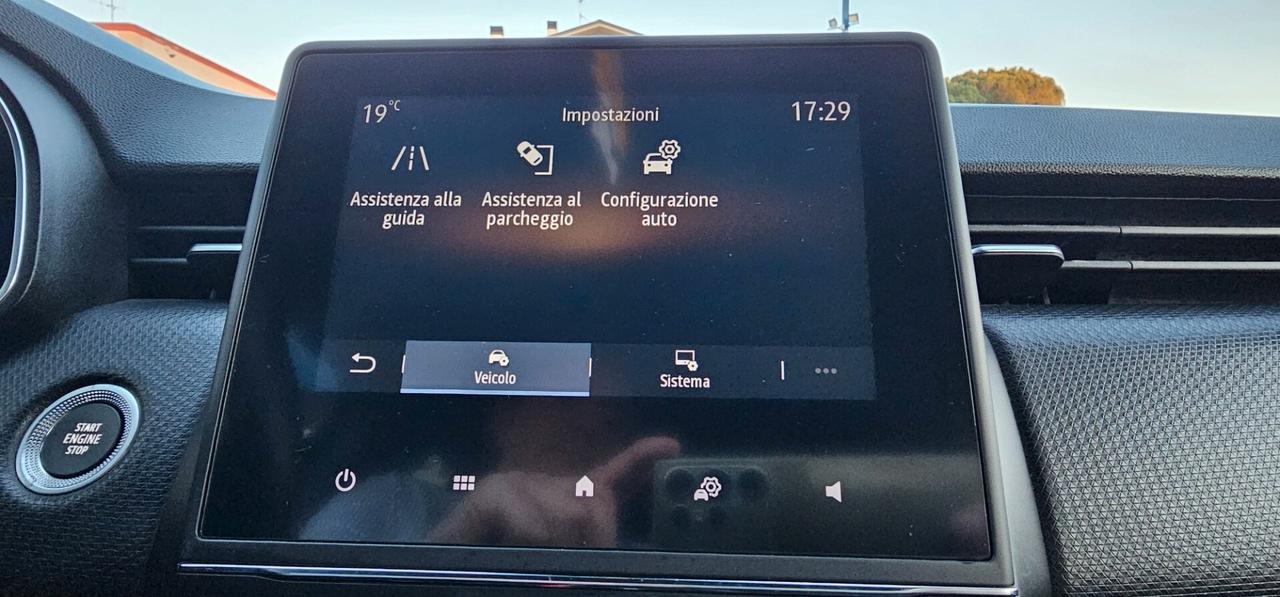 19°C
Impostazioni
17:29
Assistenza alla
guida
Assistenza al
parcheggio
Configurazione
auto
Veicolo
Sistema
START
ENGINE
STOP